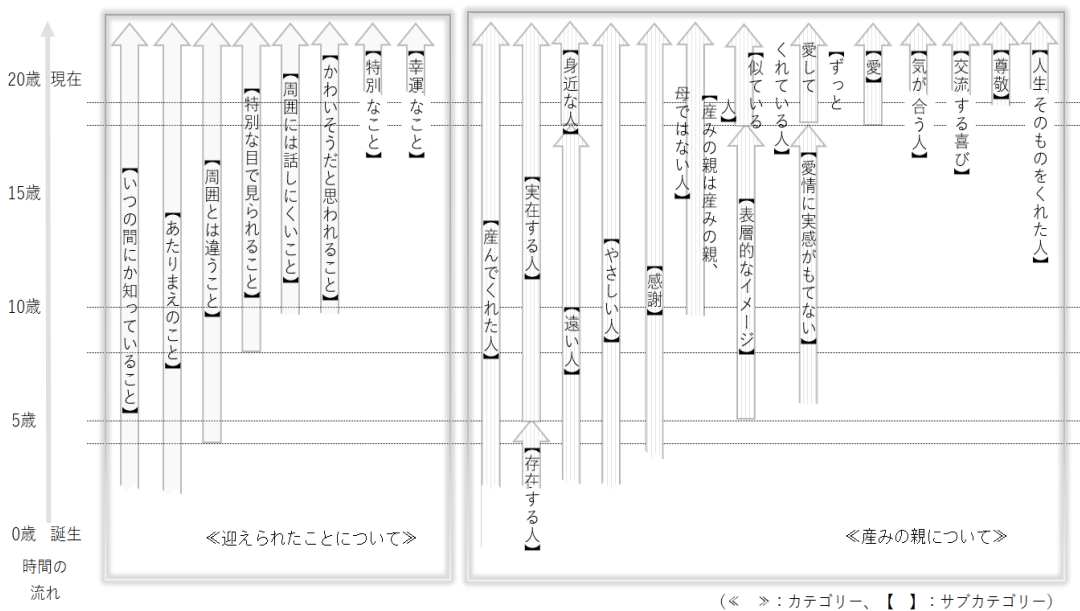 20歳 現在
15歳
10歳
5歳
0歳 誕生
時間の
流れ
【いつの間にか知っていること】
【あたりまえのこと】
【周囲とは違うこと】
【特別な目で見られること】
【周囲には話しにくいこと】
【かわいそうだと思われること】
【特別なこと】
【幸運なこと】
≪迎えられたことについて≫
【産んでくれた人】
【実在する人】
【存在する人】
【身近な人】
【遠い人】
【やさしい人】
【感謝】
【産みの親は産みの親、
母ではない人】
【似ている
人】
【表層的なイメージ】
【ずっと
愛して
くれている人】
【愛情に実感がもてない】
【愛】
【気が合う人】
【交流する喜び】
【尊敬】
【人生そのものをくれた人】
≪産みの親について≫
（≪　≫：カテゴリー、【　】：サブカテゴリー）